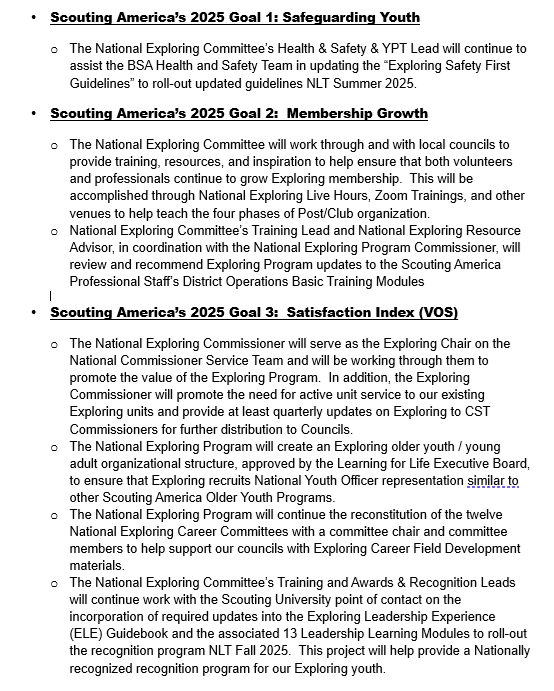 • Scouting America's 2025 Goal 1: Safeguarding Youth
o The National Exploring Committee's Health & Safety & YPT Lead will continue to
assist the BSA Health and Safety Team in updating the “Exploring Safety First
Guidelines” to roll-out updated guidelines NLT Summer 2025.
• Scouting America's 2025 Goal 2:  Membership Growth
o The National Exploring Committee will work through and with local councils to
provide training, resources, and inspiration to help ensure that both volunteers
and professionals continue to grow Exploring membership.  This will be
accomplished through National Exploring Live Hours, Zoom Trainings, and other
venues to help teach the four phases of Post/Club organization.
o National Exploring Committee's Training Lead and National Exploring Resource
Advisor, in coordination with the National Exploring Program Commissioner, will
review and recommend Exploring Program updates to the Scouting America
Professional Staff's District Operations Basic Training Modules
• Scouting America's 2025 Goal 3:  Satisfaction Index (VOS)
o The National Exploring Commissioner will serve as the Exploring Chair on the
National Commissioner Service Team and will be working through them to
promote the value of the Exploring Program.  In addition, the Exploring
Commissioner will promote the need for active unit service to our existing
Exploring units and provide at least quarterly updates on Exploring to CST
Commissioners for further distribution to Councils.
o The National Exploring Program will create an Exploring older youth / young
adult organizational structure, approved by the Learning for Life Executive Board,
to ensure that Exploring recruits National Youth Officer representation similar to
other Scouting America Older Youth Programs.
o The National Exploring Program will continue the reconstitution of the twelve
National Exploring Career Committees with a committee chair and committee
members to help support our councils with Exploring Career Field Development
materials.
o The National Exploring Committee's Training and Awards & Recognition Leads
will continue work with the Scouting University point of contact on the
incorporation of required updates into the Exploring Leadership Experience
(ELE) Guidebook and the associated 13 Leadership Learning Modules to roll-out
the recognition program NLT Fall 2025.  This project will help provide a Nationally
recognized recognition program for our Exploring youth.